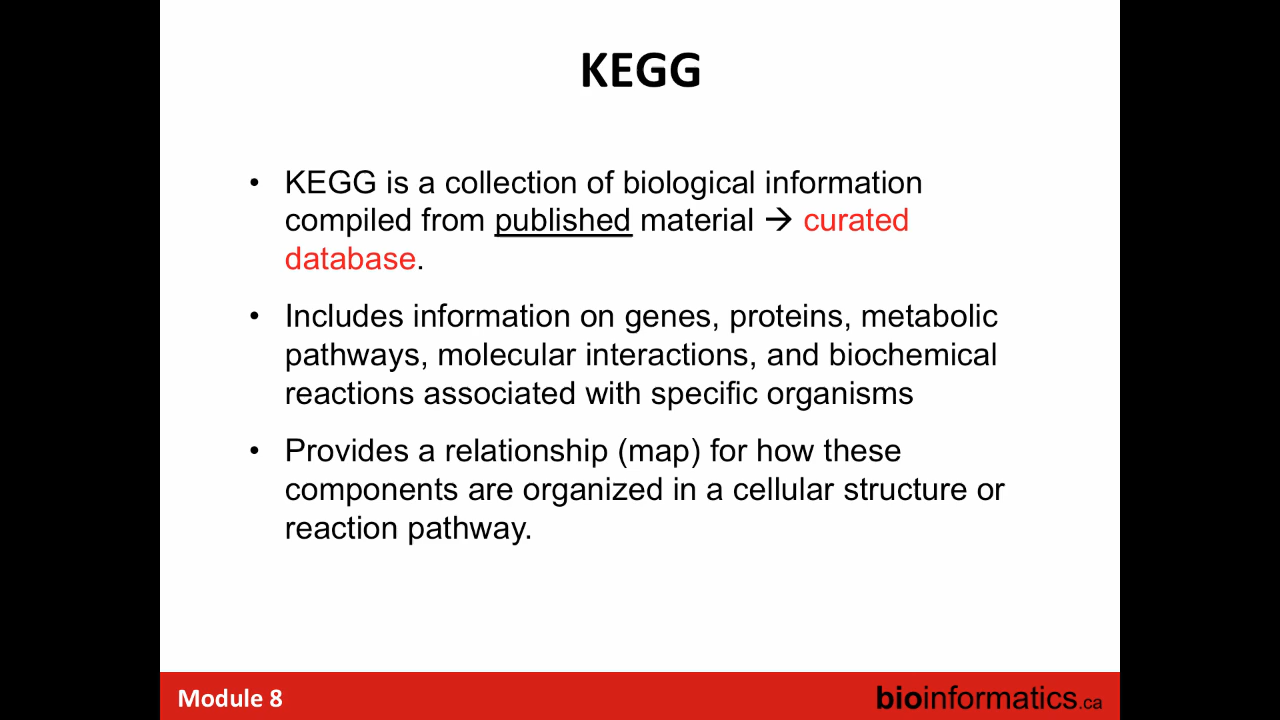 KEGG
• KEGG is a collection of biological information
compiled from published material → curated
database.
• Includes information on genes, proteins, metabolic
pathways, molecular interactions, and biochemical
reactions associated with specific organisms
• Provides a relationship (map) for how these
components are organized in a cellular structure or
reaction pathway.
Module 8
bioinformatics.ca